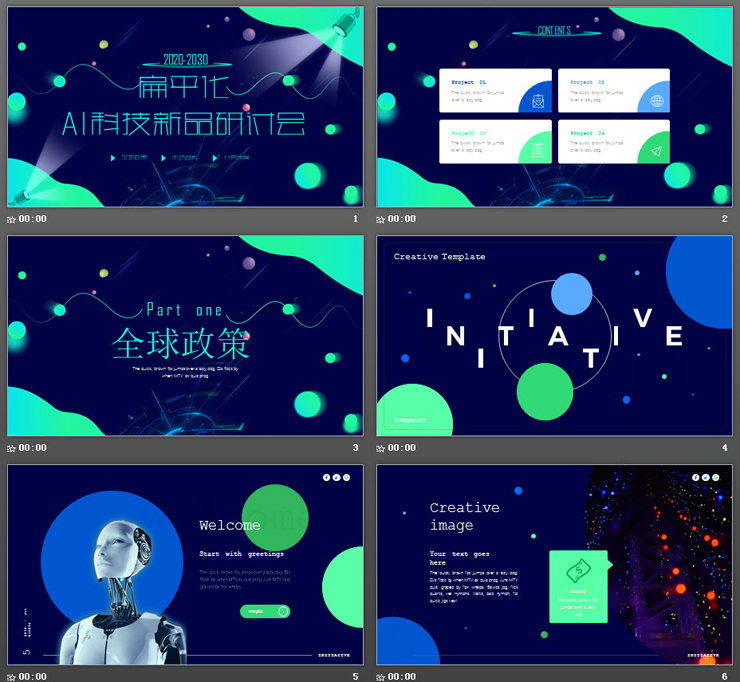 2020-2030
扁平化
AI科技新品研讨会
00:00
1
CONTENTS
Project 01
The quick, brown fox jumps
over a lazy dog.
Project 02
The quick, brown fox jumps
over a lazy dog.
Project 03
The quick, brown fox jumps
over a lazy dog.
Project 04
The quick, brown fox jumps
over a lazy dog.
00:00
2
Part one
全球政策
The quick, brown fox jumps over a lazy dog. DJs flock by
when MTV ax quiz prog.
00:00
3
Creative Template
INITIATIVE
POWERPOINT
00:00
4
Welcome
Start with greetings
The quick, brown fox jumps over a lazy dog. DJs
flock by when MTV ax quiz prog. Junk MTV quiz
graced by fox whelps.
Begin
5
INITIATIVE
00:00
5
Creative
image
Your text goes
here
The quick, brown fox jumps over a lazy dog.
DJs flock by when MTV ax quiz prog. Junk MTV
quiz graced by fox whelps. Bawds jog, flick
quartz, vex nymphs. Waltz, bad nymph, for
quick jigs vex!
The quick, brown fox
jumps over a lazy
dog.
INITIATIVE
00:00
6